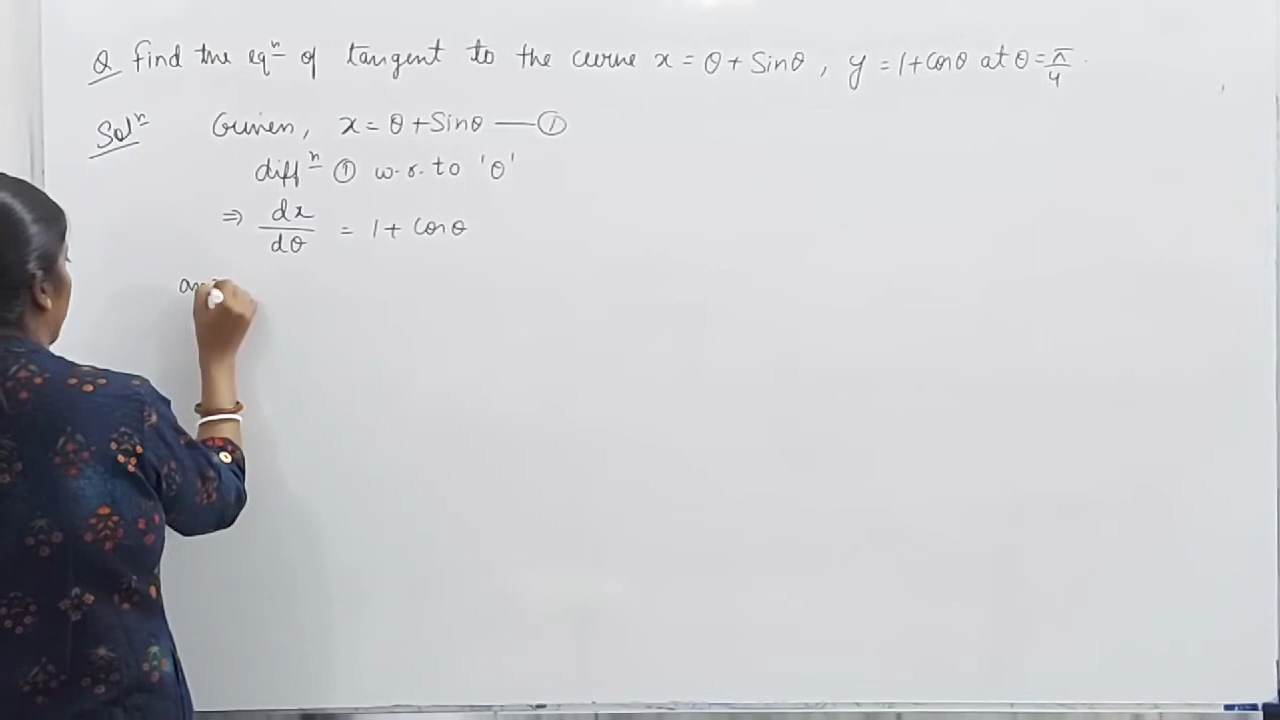 Q Find the eqⁿ of tangent to the curve x = θ + Sinθ, y = 1 + Cosθ at θ = π/4.
Solⁿ Given, x = θ + Sinθ — ①
diffⁿ ① w.r. to 'θ'
⇒ dx/dθ = 1 + Cosθ